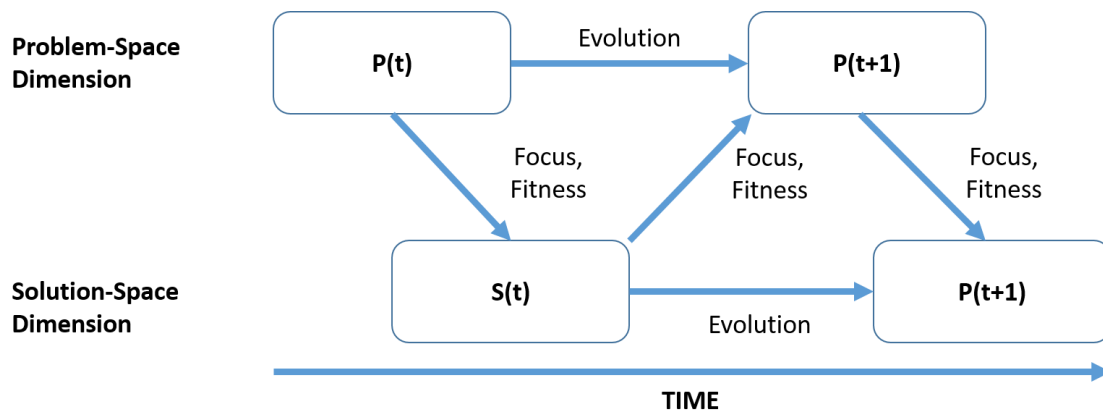 Problem-Space
Dimension
P(t)
Evolution
P(t+1)
Focus,
Fitness
Focus,
Fitness
Focus,
Fitness
Solution-Space
Dimension
S(t)
Evolution
P(t+1)
TIME